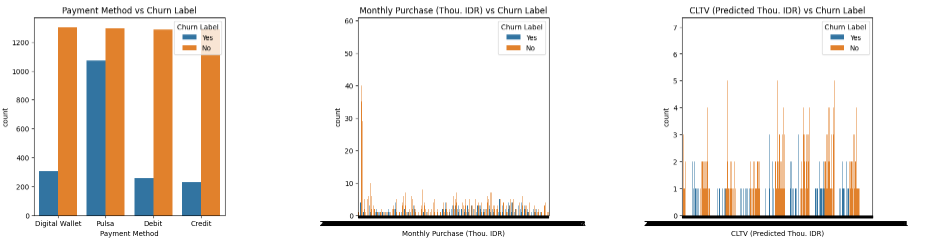 Payment Method vs Churn Label
Churn Label
Yes
No
1200
1000
800
600
400
200
0
count
Digital Wallet Pulsa Debit Credit
Payment Method
Monthly Purchase (Thou. IDR) vs Churn Label
Churn Label
Yes
No
60
50
40
30
20
10
0
count
Monthly Purchase (Thou. IDR)
CLTV (Predicted Thou. IDR) vs Churn Label
Churn Label
Yes
No
7
6
5
4
3
2
1
0
count
CLTV (Predicted Thou. IDR)